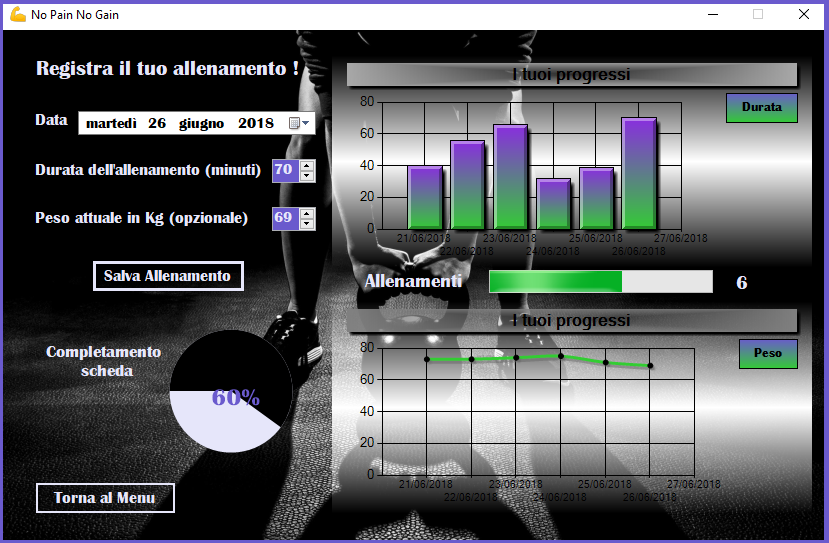 No Pain No Gain
Registra il tuo allenamento !
Data martedì 26 giugno 2018
Durata dell'allenamento (minuti) 70
Peso attuale in Kg (opzionale) 69
Salva Allenamento
Completamento
scheda
60%
Torna al Menu
I tuoi progressi
Durata
80
60
40
20
0
21/06/2018 23/06/2018 25/06/2018 27/06/2018
22/06/2018 24/06/2018 26/06/2018
Allenamenti 6
I tuoi progressi
Peso
80
60
40
20
0
21/06/2018 23/06/2018 25/06/2018 27/06/2018
22/06/2018 24/06/2018 26/06/2018